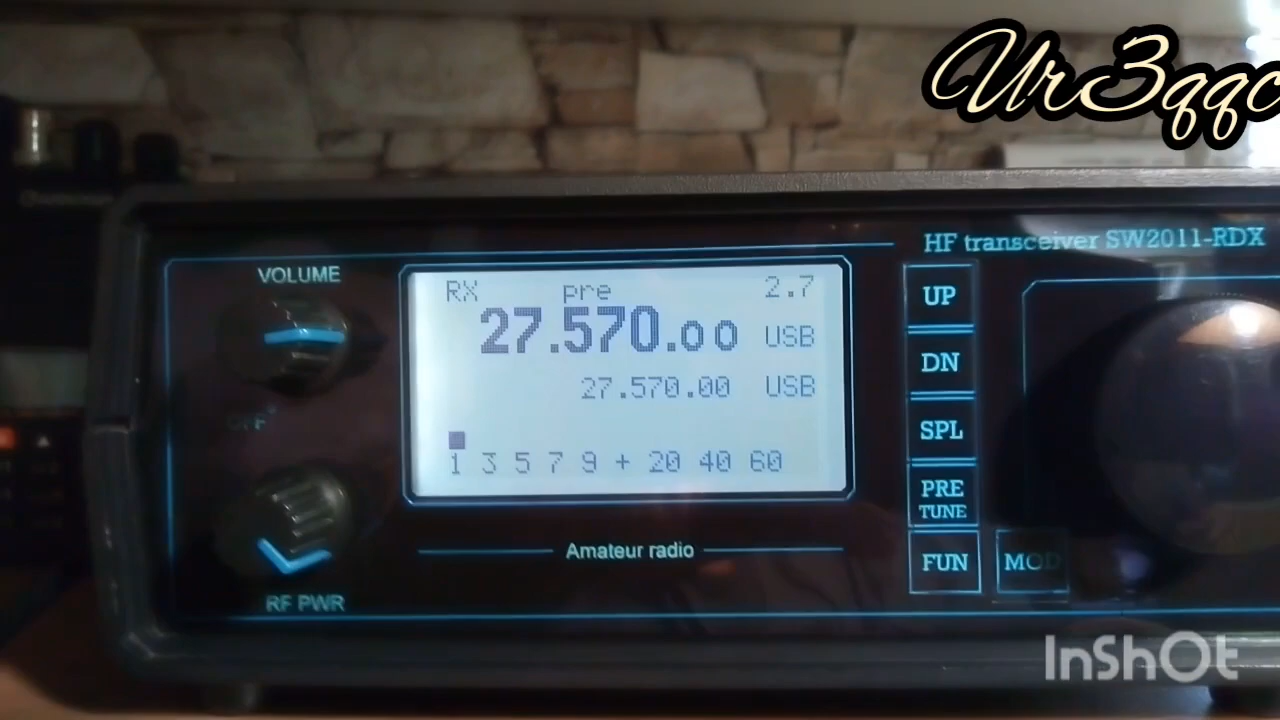 Ur3qqc
HF transceiver SW2011-RDX
VOLUME
OFF
RF PWR
RX pre 2.7
27.570.00 USB
27.570.00 USB
1 3 5 7 9 + 20 40 60
Amateur radio
UP
DN
SPL
PRE
TUNE
FUN
MOD
InShOt